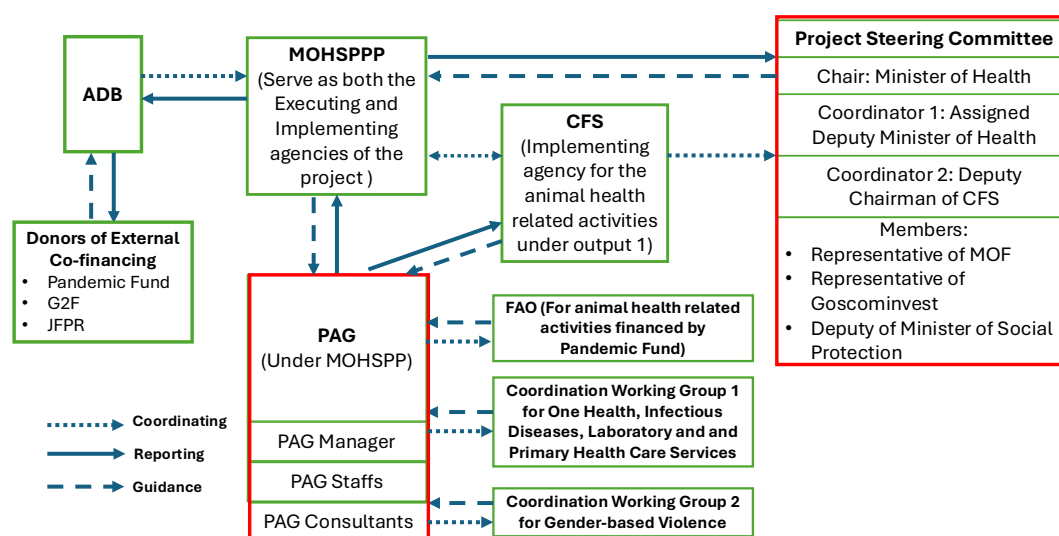 ADB
MOHSPPP
(Serve as both the
Executing and
Implementing
agencies of the
project )
CFS
(Implementing
agency for the
animal health
related activities
under output 1)
Project Steering Committee
Chair: Minister of Health
Coordinator 1: Assigned
Deputy Minister of Health
Coordinator 2: Deputy
Chairman of CFS
Members:
• Representative of MOF
• Representative of
Goscominvest
• Deputy of Minister of Social
Protection
Donors of External
Co-financing
• Pandemic Fund
• G2F
• JFPR
PAG
(Under MOHSPP)
PAG Manager
PAG Staffs
PAG Consultants
FAO (For animal health related
activities financed by
Pandemic Fund)
Coordination Working Group 1
for One Health, Infectious
Diseases, Laboratory and and
Primary Health Care Services
Coordination Working Group 2
for Gender-based Violence
Coordinating
Reporting
Guidance